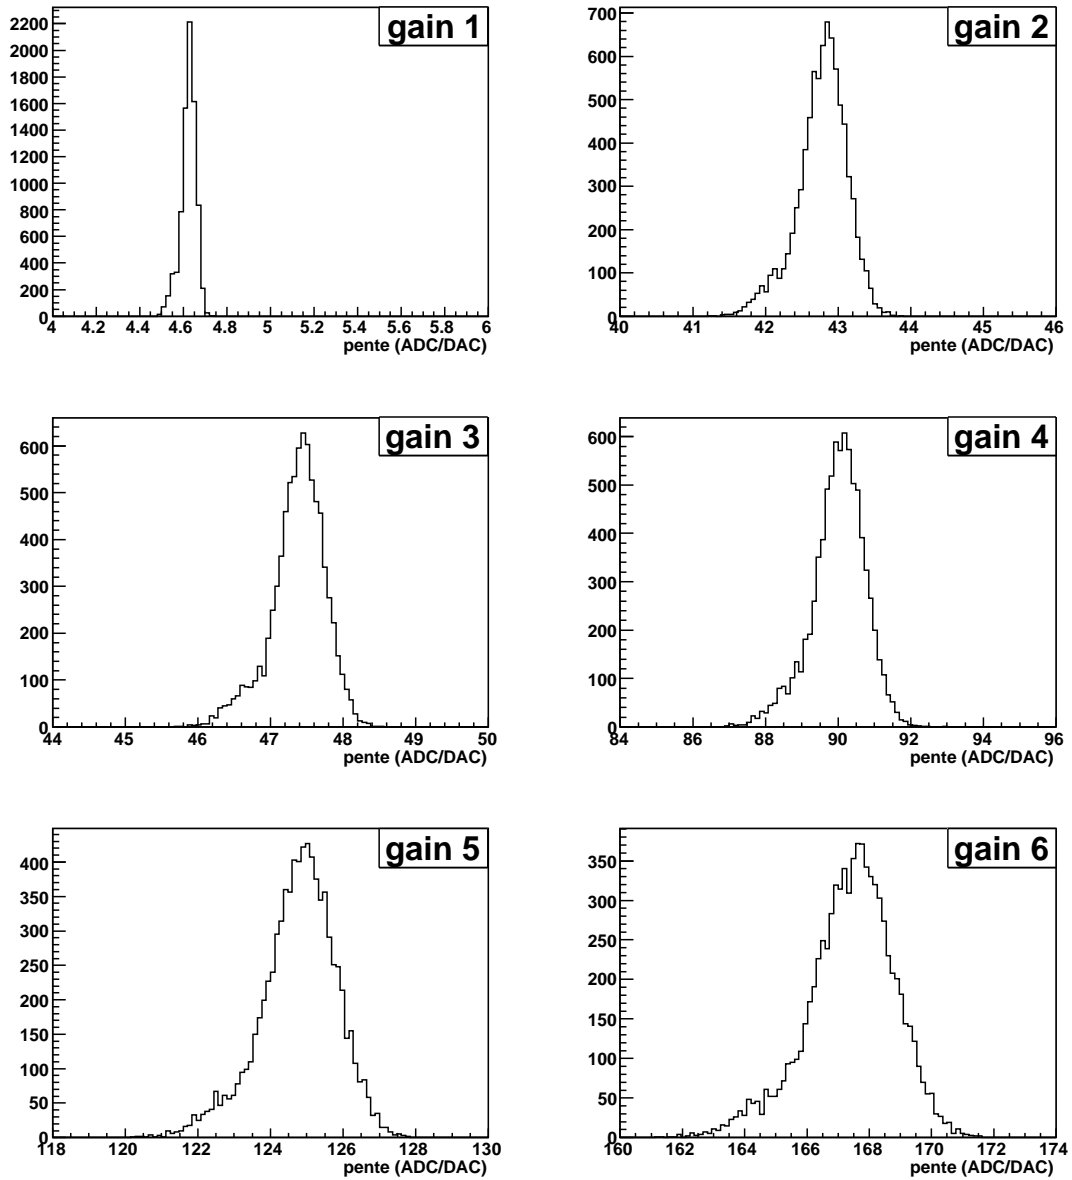 gain 1
2200
2000
1800
1600
1400
1200
1000
800
600
400
200
0
4 4.2 4.4 4.6 4.8 5 5.2 5.4 5.6 5.8 6
pente (ADC/DAC)
gain 2
700
600
500
400
300
200
100
0
40 41 42 43 44 45 46
pente (ADC/DAC)
gain 3
600
500
400
300
200
100
0
44 45 46 47 48 49 50
pente (ADC/DAC)
gain 4
600
500
400
300
200
100
0
84 86 88 90 92 94 96
pente (ADC/DAC)
gain 5
400
350
300
250
200
150
100
50
0
118 120 122 124 126 128 130
pente (ADC/DAC)
gain 6
350
300
250
200
150
100
50
0
160 162 164 166 168 170 172 174
pente (ADC/DAC)